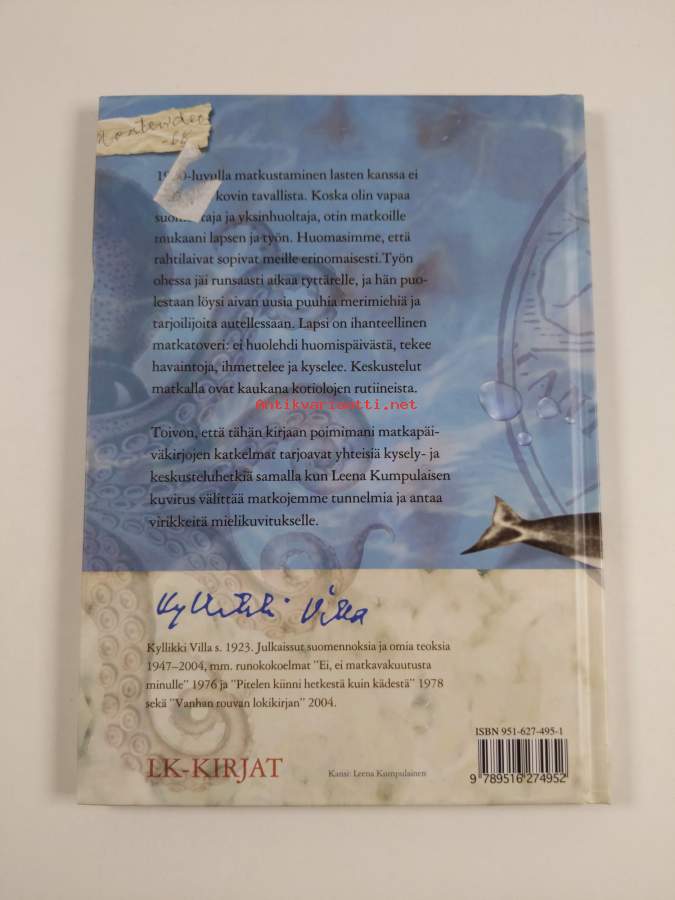 Montevideo
-68
19 0-luvulla matkustaminen lasten kanssa ei
kovin tavallista. Koska olin vapaa
suom taja ja yksinhuoltaja, otin matkoille
mukaani lapsen ja työn. Huomasimme, että
rahtilaivat sopivat meille erinomaisesti.Työn
ohessa jäi runsaasti aikaa tyttärelle, ja hän puo-
lestaan löysi aivan uusia puuhia merimiehiä ja
tarjoilijoita autellessaan. Lapsi on ihanteellinen
matkatoveri: ei huolehdi huomispäivästä, tekee
havaintoja, ihmettelee ja kyselee. Keskustelut
matkalla ovat kaukana kotiolojen rutiineista.
Antikvariaatti.net
Toivon, että tähän kirjaan poimimani matkapäi-
väkirjojen katkelmat tarjoavat yhteisiä kysely- ja
keskusteluhetkiä samalla kun Leena Kumpulaisen
kuvitus välittää matkojemme tunnelmia ja antaa
virikkeitä mielikuvitukselle.
Kyllikki Villa
Kyllikki Villa s. 1923. Julkaissut suomennoksia ja omia teoksia
1947–2004, mm. runokokoelmat "Ei, ei matkavakuutusta
minulle" 1976 ja "Pitelen kiinni hetkestä kuin kädestä" 1978
sekä "Vanhan rouvan lokikirjan" 2004.
ISBN 951-627-495-1
LK-KIRJAT
Kansi: Leena Kumpulainen
9 789516 274952